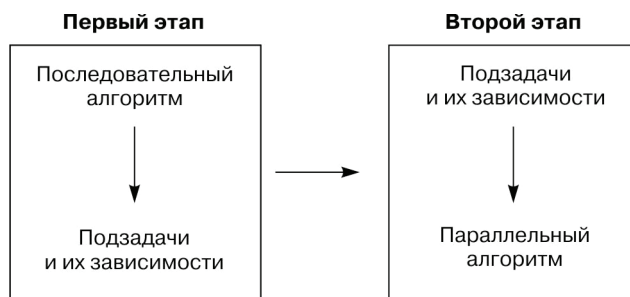 Первый этап
Последовательный
алгоритм
Подзадачи
и их зависимости
Второй этап
Подзадачи
и их зависимости
Параллельный
алгоритм